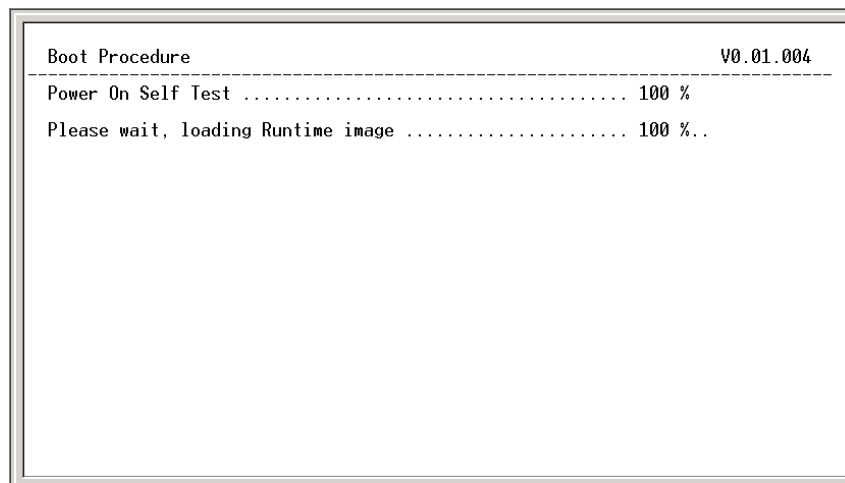 Boot Procedure V0.01.004
--------------------------------------------------------------------------------
Power On Self Test ...................................... 100 %
Please wait, loading Runtime image ...................... 100 %..